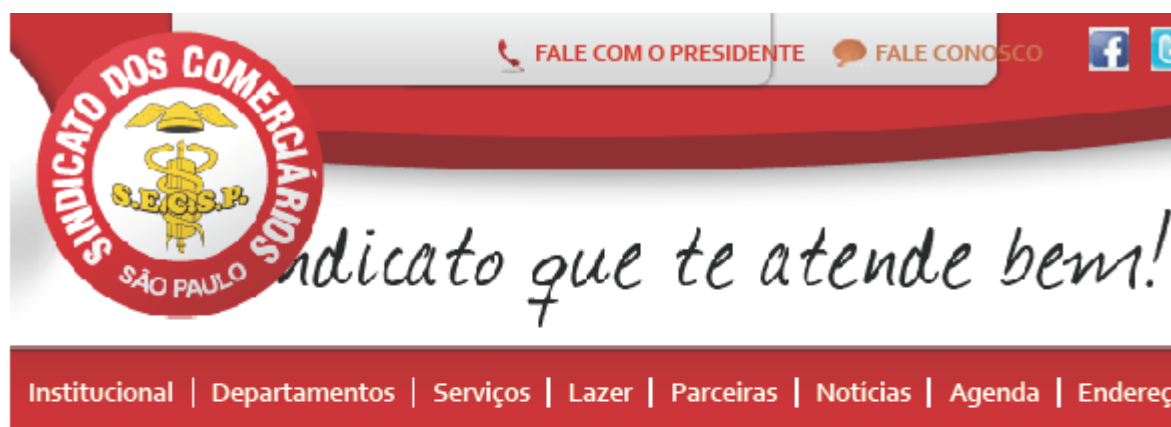 FALE COM O PRESIDENTE FALE CONOSCO
SINDICATO DOS COMERCIÁRIOS
S.E.C.S.P.
SÃO PAULO
ndicato que te atende bem!
Institucional | Departamentos | Serviços | Lazer | Parceiras | Notícias | Agenda | Endereç